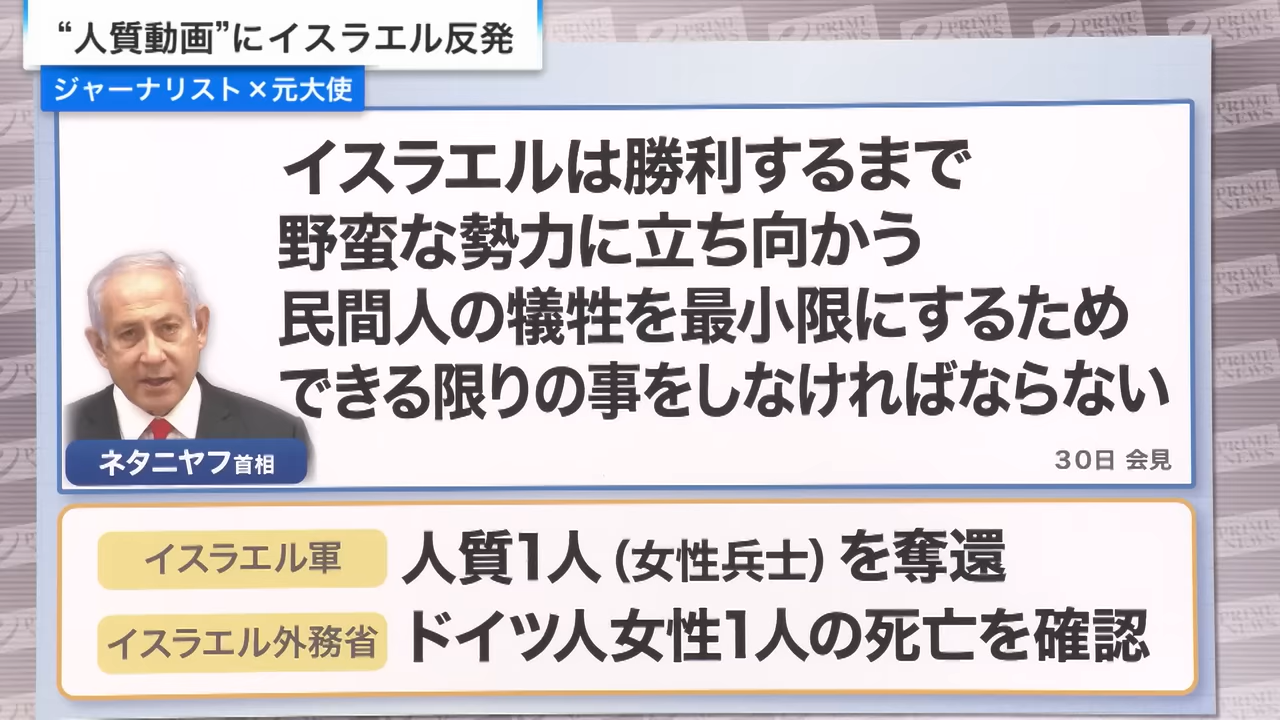 “人質動画”にイスラエル反発
ジャーナリスト×元大使
イスラエルは勝利するまで
野蛮な勢力に立ち向かう
民間人の犠牲を最小限にするため
できる限りの事をしなければならない
ネタニヤフ首相
30日 会見
イスラエル軍 人質1人(女性兵士)を奪還
イスラエル外務省 ドイツ人女性1人の死亡を確認
PRIME NEWS